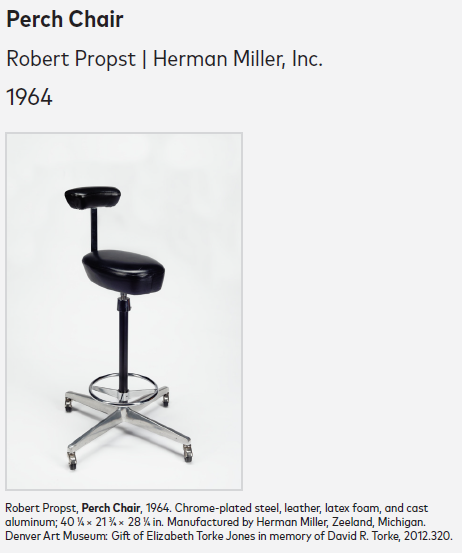 Perch Chair
Robert Propst | Herman Miller, Inc.
1964
Robert Propst, Perch Chair, 1964. Chrome-plated steel, leather, latex foam, and cast
aluminum; 40 ¼ × 21 ¾ × 28 ¼ in. Manufactured by Herman Miller, Zeeland, Michigan.
Denver Art Museum: Gift of Elizabeth Torke Jones in memory of David R. Torke, 2012.320.